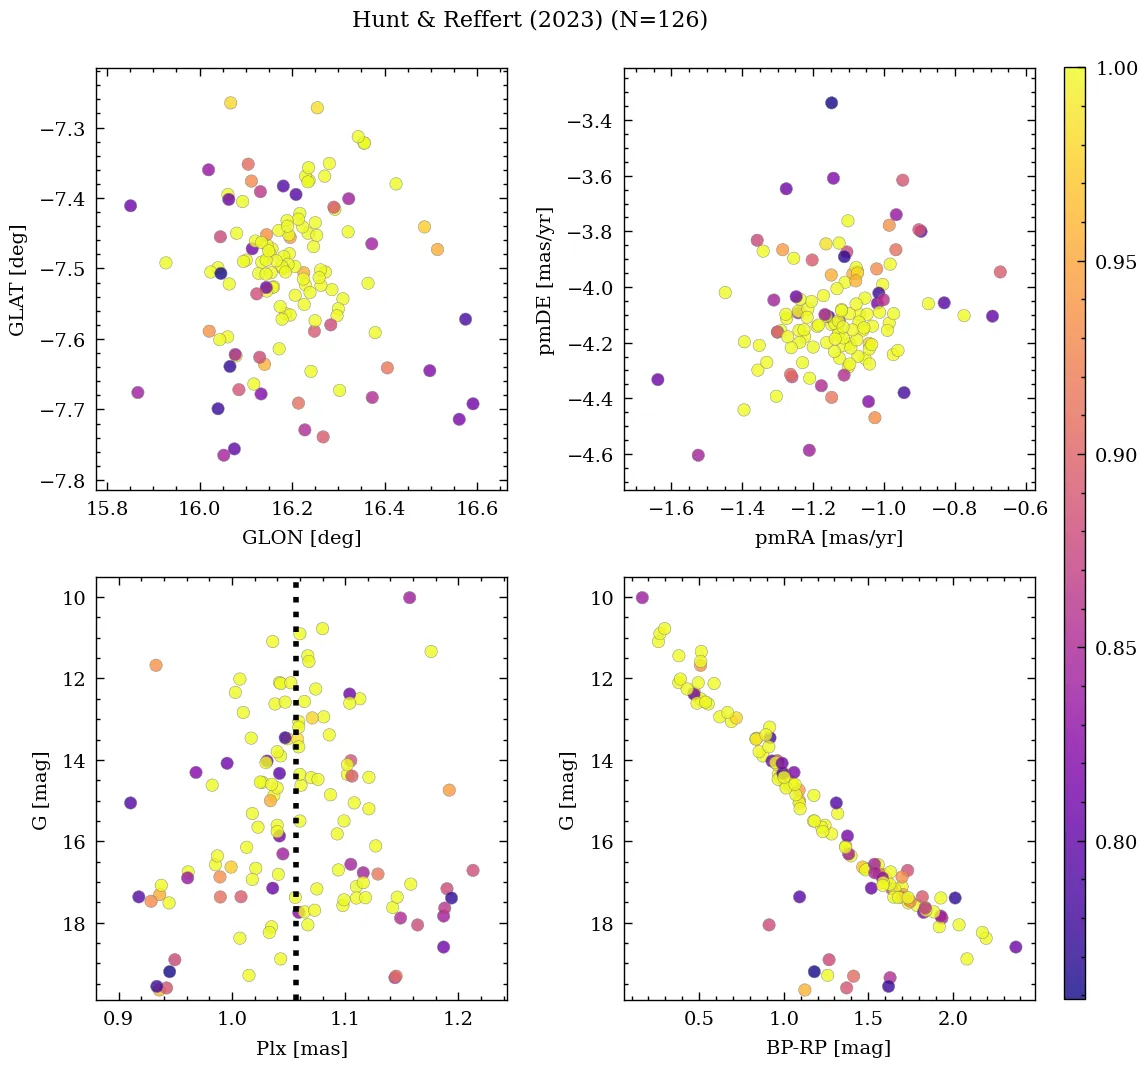 Hunt & Reffert (2023) (N=126)
−7.3
−7.4
−7.5
−7.6
−7.7
−7.8
GLAT [deg]
15.8 16.0 16.2 16.4 16.6
GLON [deg]
−3.4
−3.6
−3.8
−4.0
−4.2
−4.4
−4.6
pmDE [mas/yr]
−1.6 −1.4 −1.2 −1.0 −0.8 −0.6
pmRA [mas/yr]
10
12
14
16
18
G [mag]
0.9 1.0 1.1 1.2
Plx [mas]
10
12
14
16
18
G [mag]
0.5 1.0 1.5 2.0
BP-RP [mag]
1.00
0.95
0.90
0.85
0.80